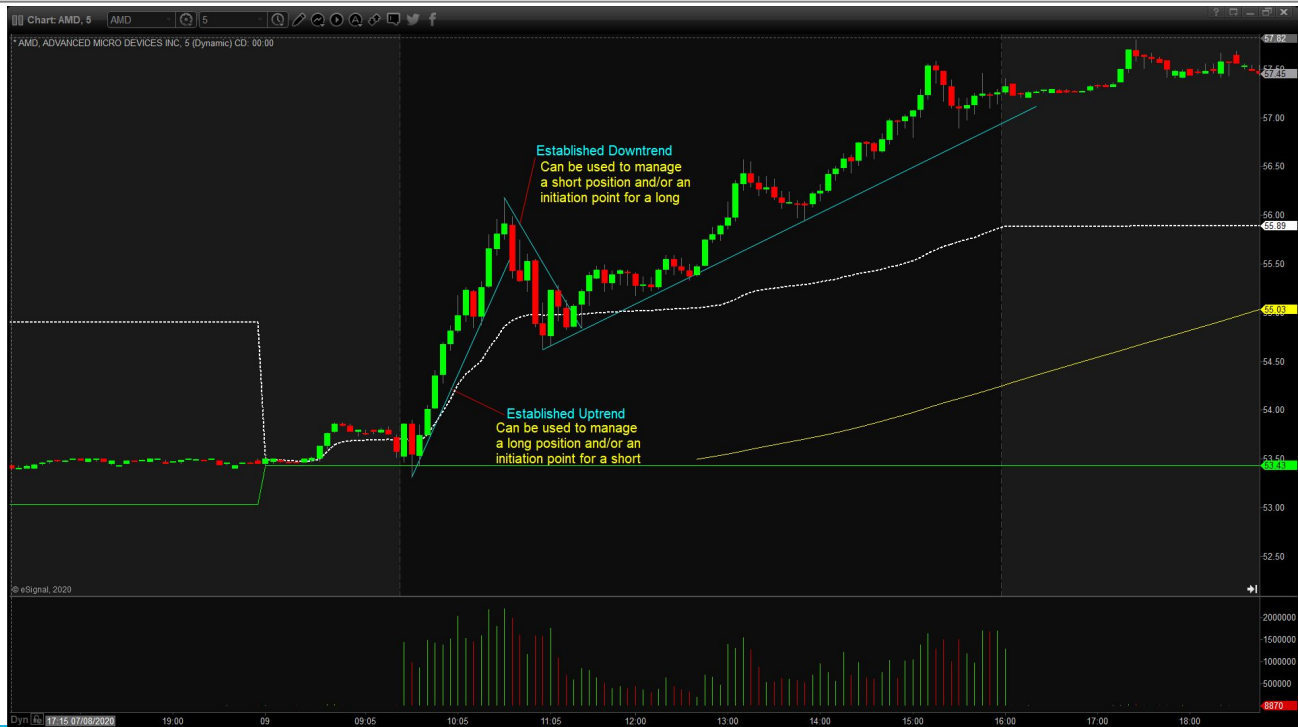 Chart: AMD, 5 AMD 5
* AMD, ADVANCED MICRO DEVICES INC, 5 (Dynamic) CD: 00:00
57.82
57.50
57.45
57.00
Established Downtrend
Can be used to manage
a short position and/or an
initiation point for a long
56.50
56.00
55.89
55.50
55.03
54.50
54.00
Established Uptrend
Can be used to manage
a long position and/or an
initiation point for a short
53.50
53.43
53.00
52.50
© eSignal, 2020
2000000
1500000
1000000
500000
8870
Dyn 17:15 07/08/2020 19:00 09 09:05 10:05 11:05 12:00 13:00 14:00 15:00 16:00 17:00 18:00